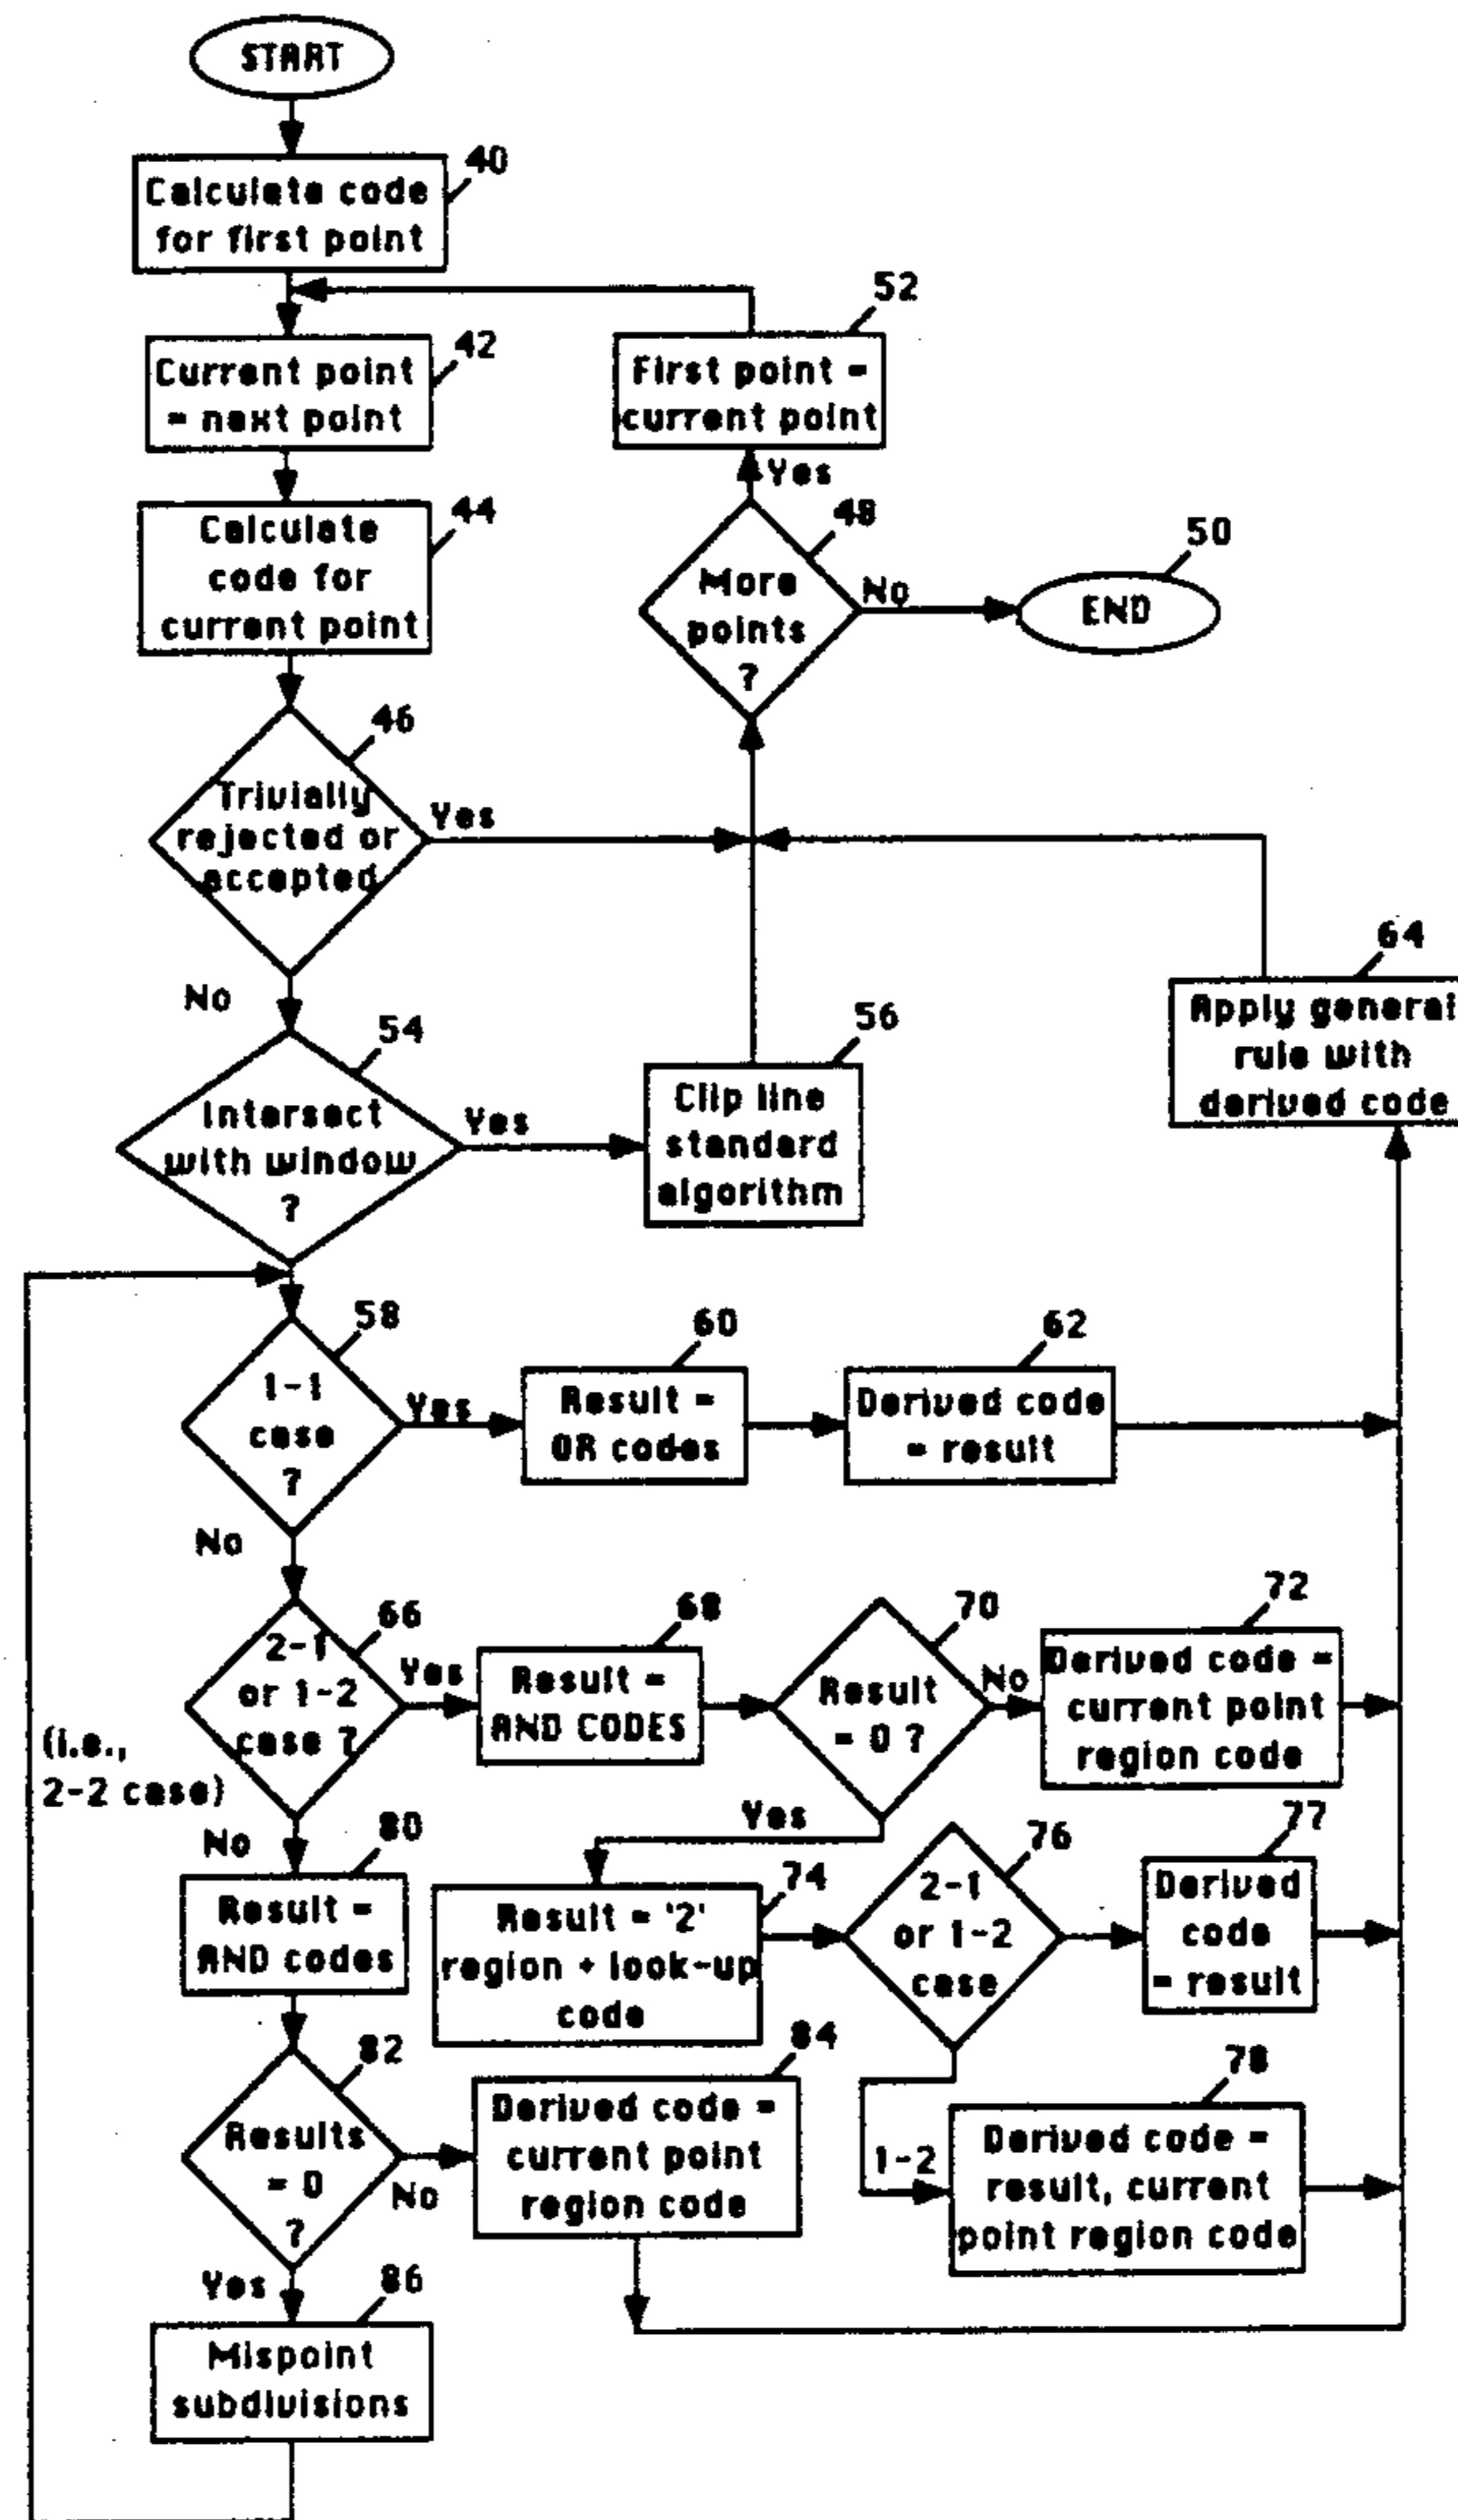 START
40
Calculate code
for first point
52
42
Current point
= next point
First point =
current point
Yes
44
Calculate
code for
current point
48
More
points
?
No
50
END
46
Trivially
rejected or
accepted
Yes
No
64
Apply general
rule with
derived code
54
Intersect
with window
?
Yes
56
Clip line
standard
algorithm
58
1-1
case
?
Yes
60
Result =
OR codes
62
Derived code
= result
No
66
2-1
or 1-2
case ?
Yes
68
Result =
AND CODES
70
Result
= 0 ?
No
72
Derived code =
current point
region code
(i.e.,
2-2 case)
No
80
Result =
AND codes
Yes
74
Result = '2'
region + look-up
code
76
2-1
or 1-2
case
77
Derived
code
= result
82
Results
= 0
?
No
84
Derived code =
current point
region code
1-2
78
Derived code =
result, current
point region code
Yes
86
Mispoint
subdivisions